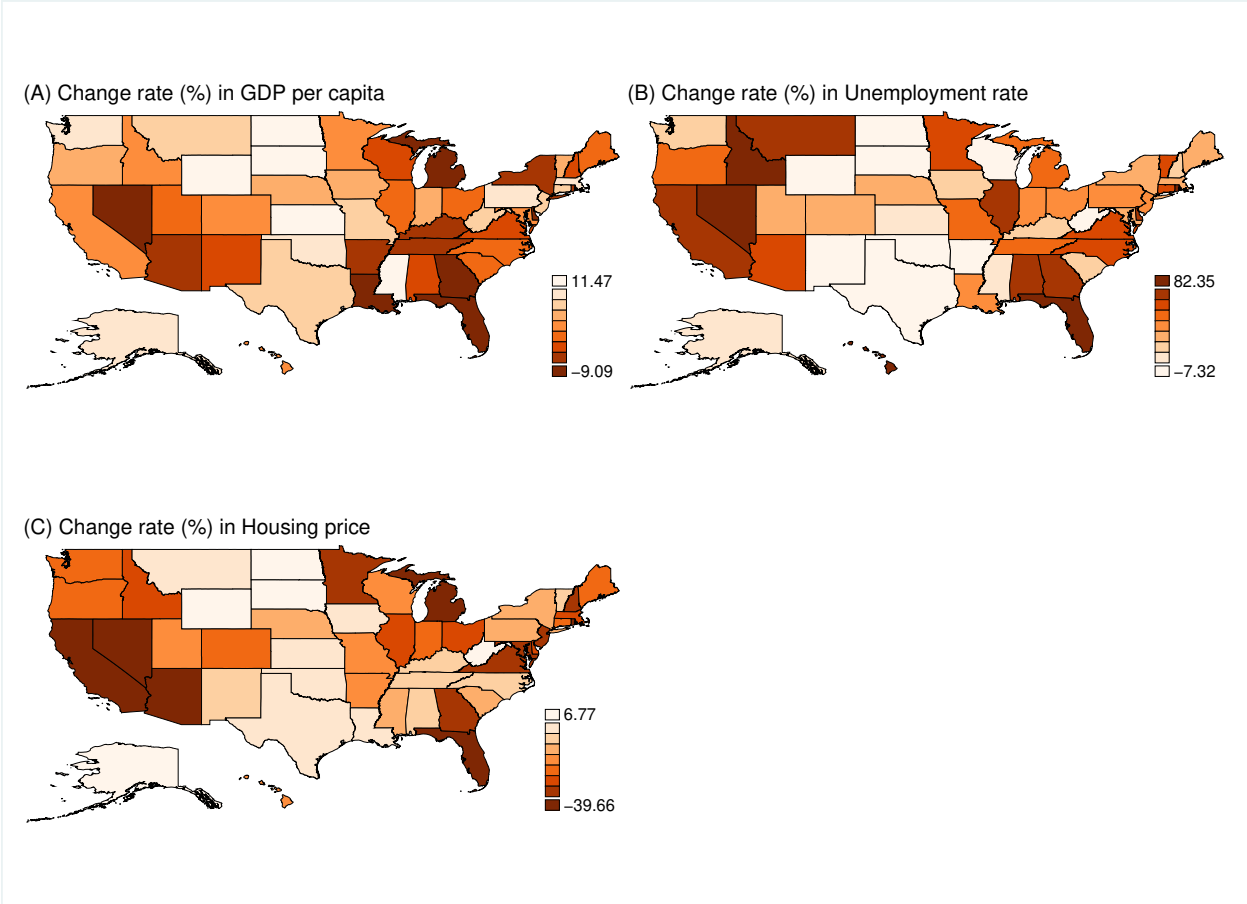 (A) Change rate (%) in GDP per capita
11.47
−9.09
(B) Change rate (%) in Unemployment rate
82.35
−7.32
(C) Change rate (%) in Housing price
6.77
−39.66